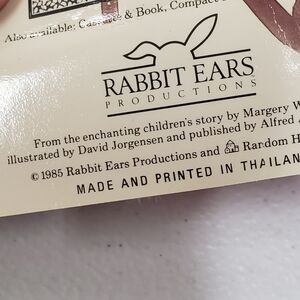 Also available: Cassette & Book, Compact
RABBIT EARS
PRODUCTIONS
From the enchanting children's story by Margery W
illustrated by David Jorgensen and published by Alfred
© 1985 Rabbit Ears Productions and Random H
MADE AND PRINTED IN THAILAN